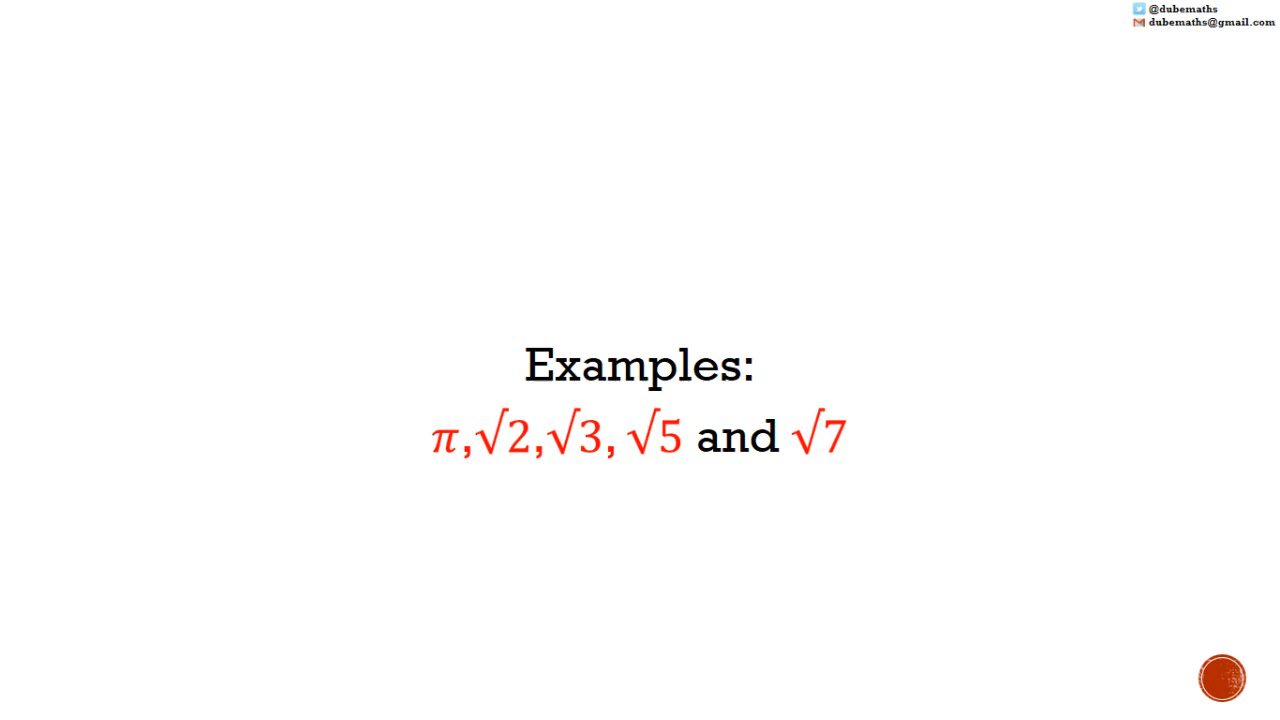 @dubemaths
dubemaths@gmail.com
Examples:
𝜋,√2,√3, √5 and √7